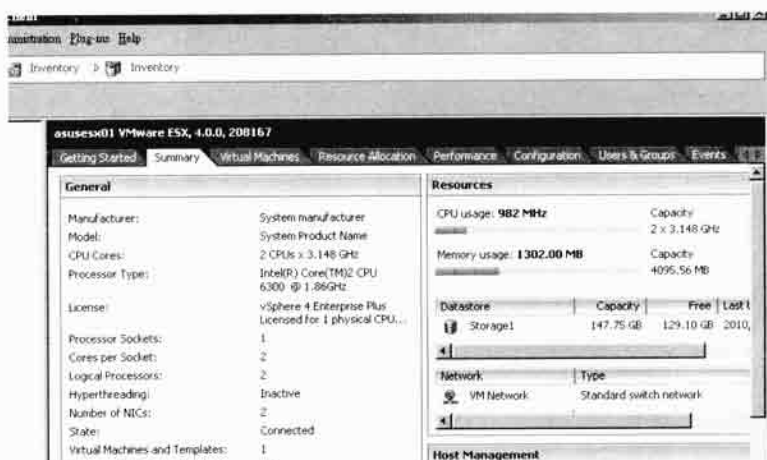 Plug-ins Help
Inventory Inventory
asusesx01 VMware ESX, 4.0.0, 208167
Getting Started Summary Virtual Machines Resource Allocation Performance Configuration Users & Groups Events
General
Manufacturer: System manufacturer
Model: System Product Name
CPU Cores: 2 CPUs x 3.148 GHz
Processor Type: Intel(R) Core(TM)2 CPU
6300 @ 1.86GHz
License: vSphere 4 Enterprise Plus
Licensed for 1 physical CPU...
Processor Sockets: 1
Cores per Socket: 2
Logical Processors: 2
Hyperthreading: Inactive
Number of NICs: 2
State: Connected
Virtual Machines and Templates: 1
Resources
CPU usage: 982 MHz Capacity
2 x 3.148 GHz
Memory usage: 1302.00 MB Capacity
4095.56 MB
Datastore Capacity Free Last
Storage1 147.75 GB 129.10 GB 2010,
Network Type
VM Network Standard switch network
Host Management